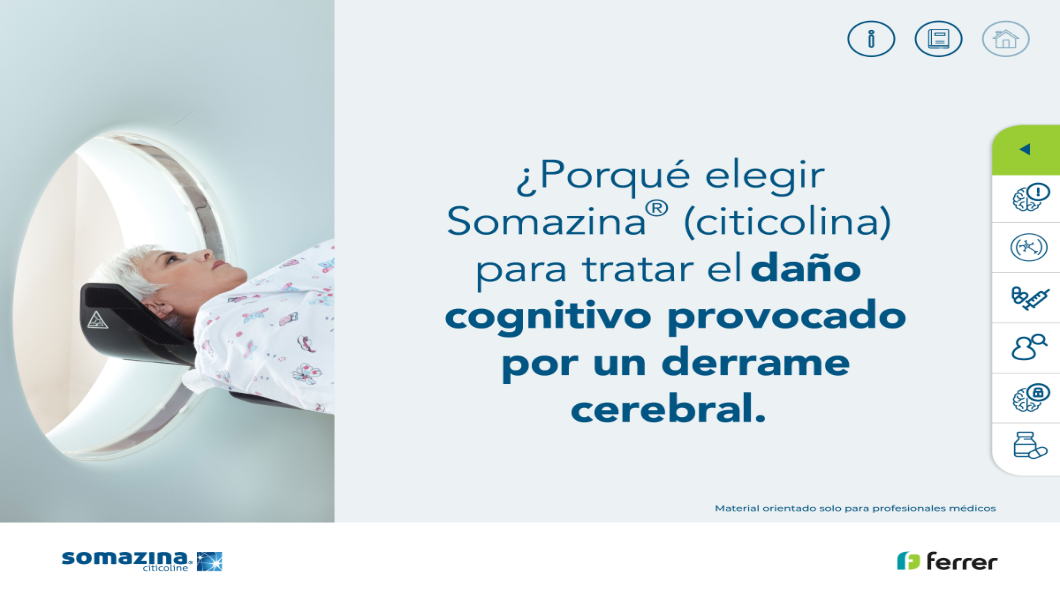 ¿Porqué elegir
Somazina® (citicolina)
para tratar el daño
cognitivo provocado
por un derrame
cerebral.
Material orientado solo para profesionales médicos
somazina®
citicoline
ferrer